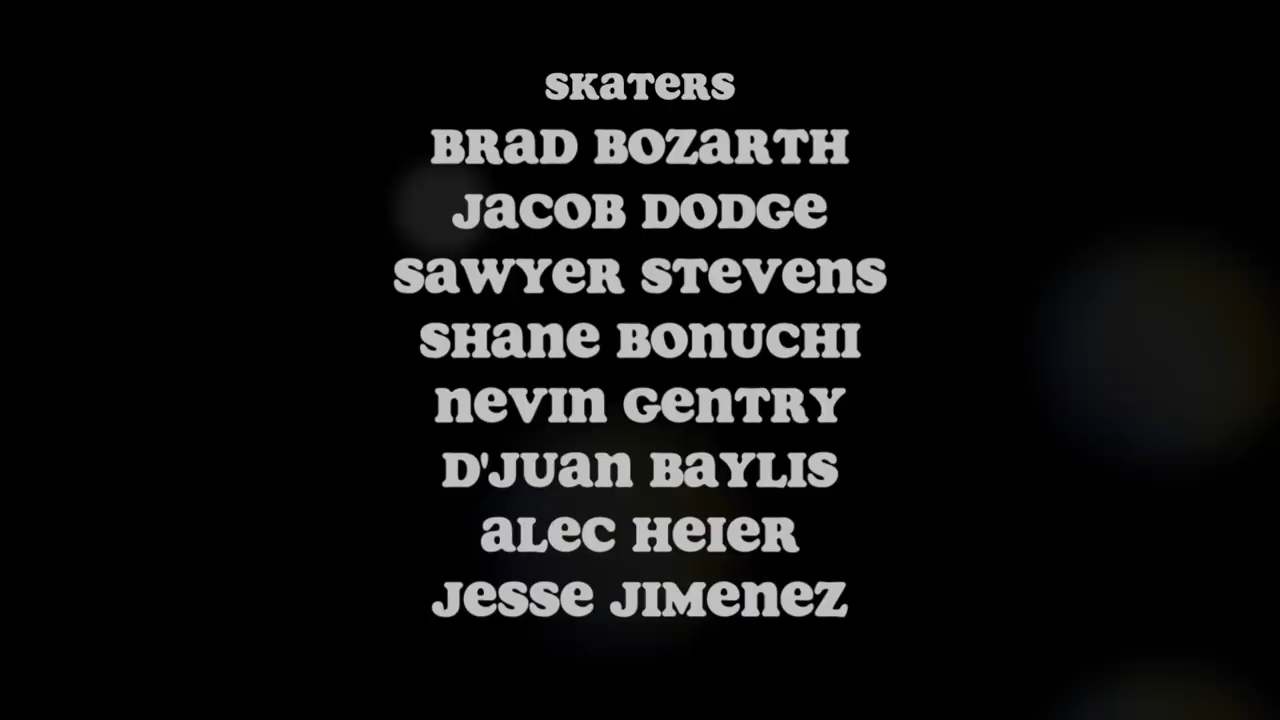 SKaTeRS
BRaD BOZaRTH
JaCOB DODGe
SaWYeR STeVenS
SHane BOnUCHI
neVIn GenTRY
D'JUan BaYLIS
aLeC HeIeR
JeSSe JIMeneZ